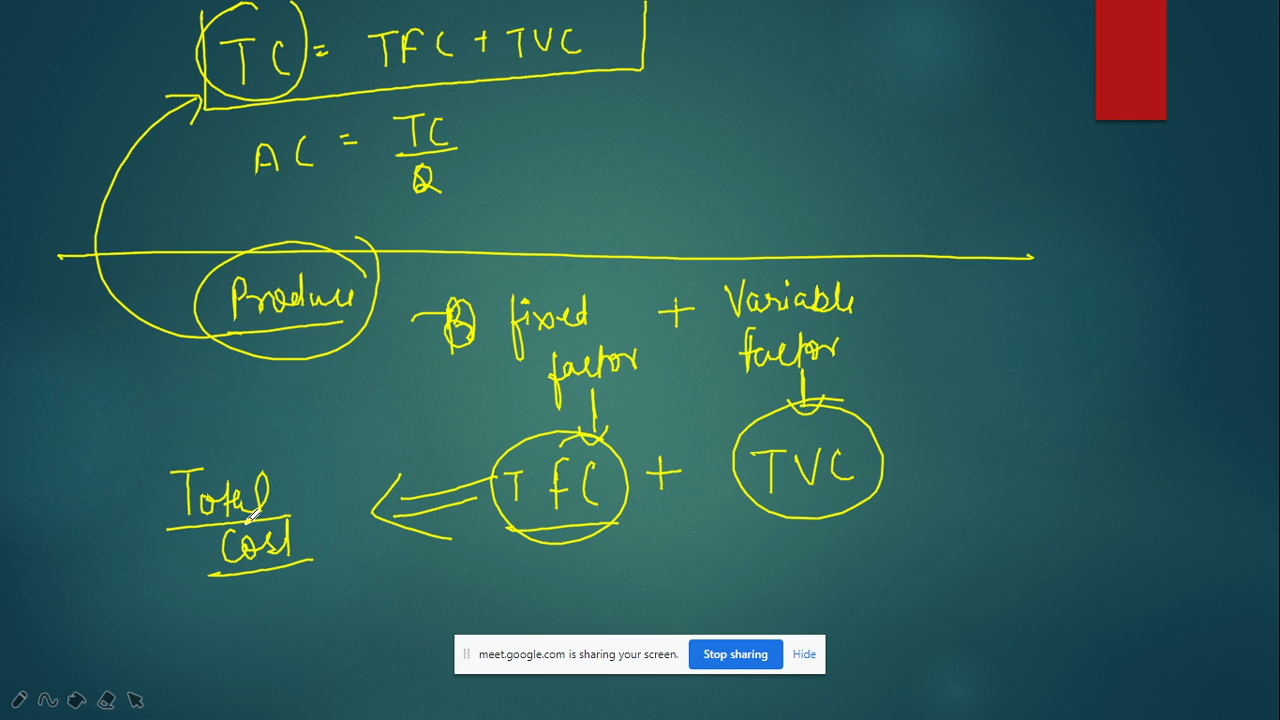 TC = TFC + TVC
AC = TC
Q
Produce → fixed + Variable
factor factor
TFC + TVC
Total
cost
meet.google.com is sharing your screen. Stop sharing Hide